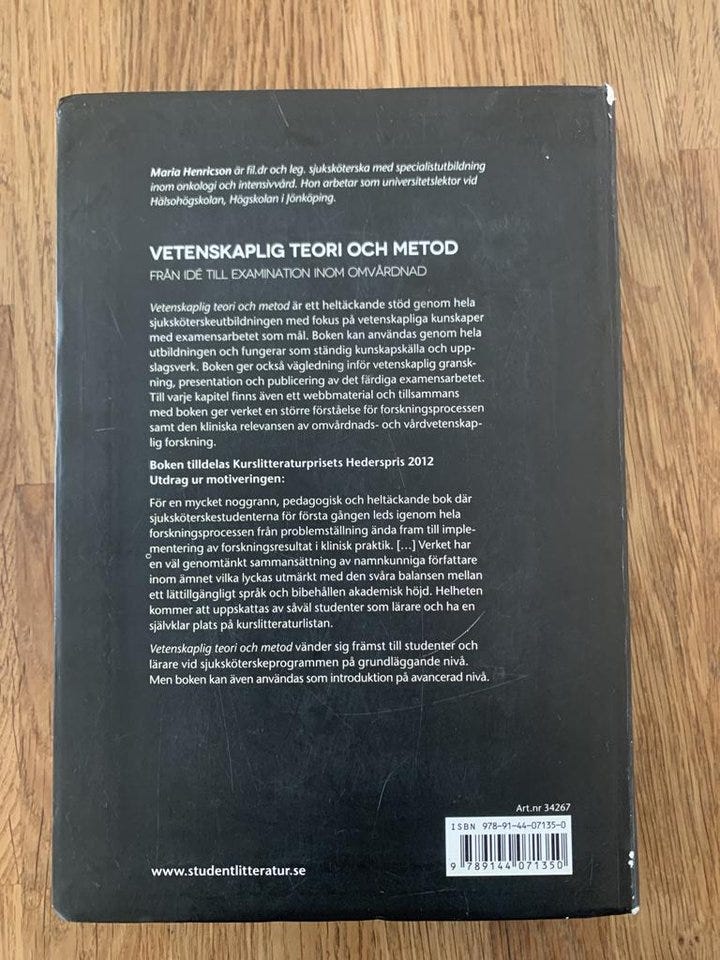 Maria Henricson är fil.dr och leg. sjuksköterska med specialistutbildning
inom onkologi och intensivvård. Hon arbetar som universitetslektor vid
Hälsohögskolan, Högskolan i Jönköping.
VETENSKAPLIG TEORI OCH METOD
FRÅN IDÉ TILL EXAMINATION INOM OMVÅRDNAD
Vetenskaplig teori och metod är ett heltäckande stöd genom hela
sjuksköterskeutbildningen med fokus på vetenskapliga kunskaper
med examensarbetet som mål. Boken kan användas genom hela
utbildningen och fungerar som ständig kunskapskälla och upp-
slagsverk. Boken ger också vägledning inför vetenskaplig gransk-
ning, presentation och publicering av det färdiga examensarbetet.
Till varje kapitel finns även ett webbmaterial och tillsammans
med boken ger verket en större förståelse för forskningsprocessen
samt den kliniska relevansen av omvårdnads- och vårdvetenskap-
lig forskning.
Boken tilldelas Kurslitteraturprisets Hederspris 2012
Utdrag ur motiveringen:
För en mycket noggrann, pedagogisk och heltäckande bok där
sjuksköterskestudenterna för första gången leds igenom hela
forskningsprocessen från problemställning ända fram till imple-
mentering av forskningsresultat i klinisk praktik. [...] Verket har
en väl genomtänkt sammansättning av namnkunniga författare
inom ämnet vilka lyckas utmärkt med den svåra balansen mellan
ett lättillgängligt språk och bibehållen akademisk höjd. Helheten
kommer att uppskattas av såväl studenter som lärare och ha en
självklar plats på kurslitteraturlistan.
Vetenskaplig teori och metod vänder sig främst till studenter och
lärare vid sjuksköterskeprogrammen på grundläggande nivå.
Men boken kan även användas som introduktion på avancerad nivå.
Art.nr 34267
ISBN 978-91-44-07135-0
9 789144 071350
www.studentlitteratur.se